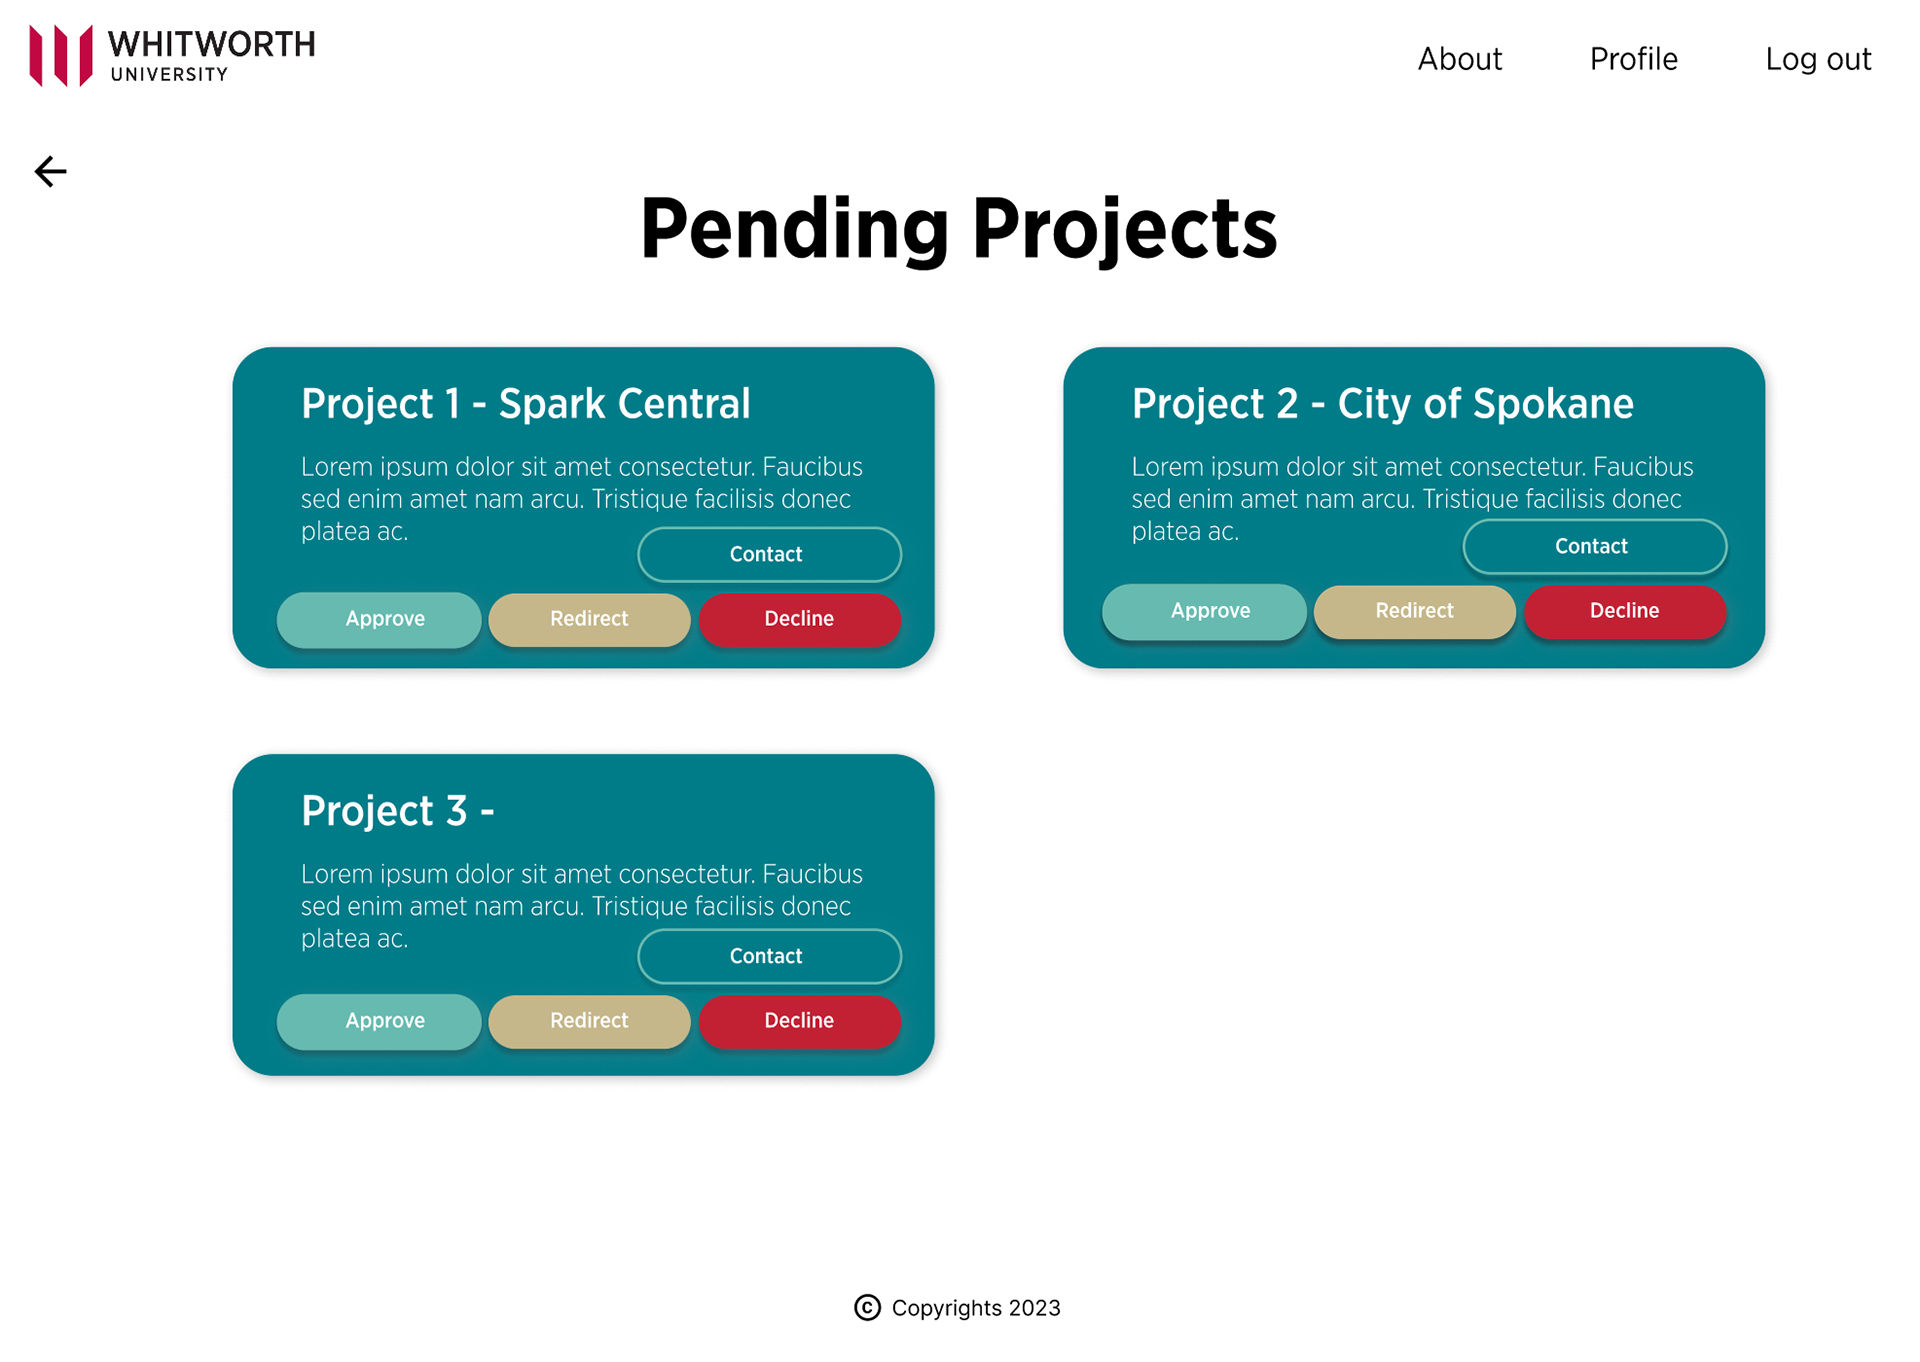 WHITWORTH
UNIVERSITY
About
Profile
Log out
Pending Projects
Project 1 - Spark Central
Lorem ipsum dolor sit amet consectetur. Faucibus
sed enim amet nam arcu. Tristique facilisis donec
platea ac.
Contact
Approve
Redirect
Decline
Project 2 - City of Spokane
Lorem ipsum dolor sit amet consectetur. Faucibus
sed enim amet nam arcu. Tristique facilisis donec
platea ac.
Contact
Approve
Redirect
Decline
Project 3 -
Lorem ipsum dolor sit amet consectetur. Faucibus
sed enim amet nam arcu. Tristique facilisis donec
platea ac.
Contact
Approve
Redirect
Decline
© Copyrights 2023